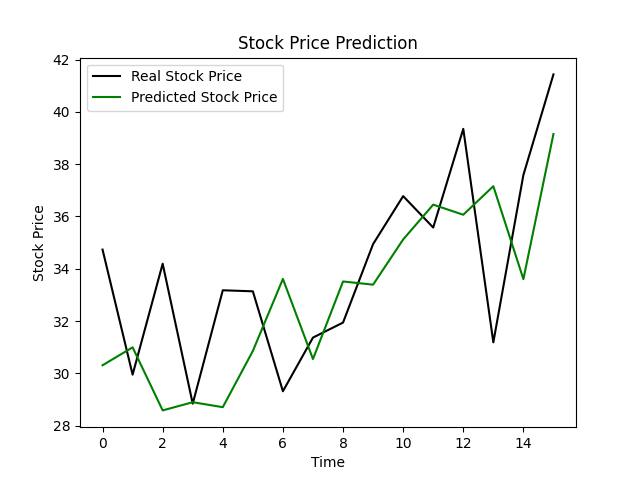 Stock Price Prediction
Real Stock Price
Predicted Stock Price
Stock Price
42
40
38
36
34
32
30
28
0 2 4 6 8 10 12 14
Time